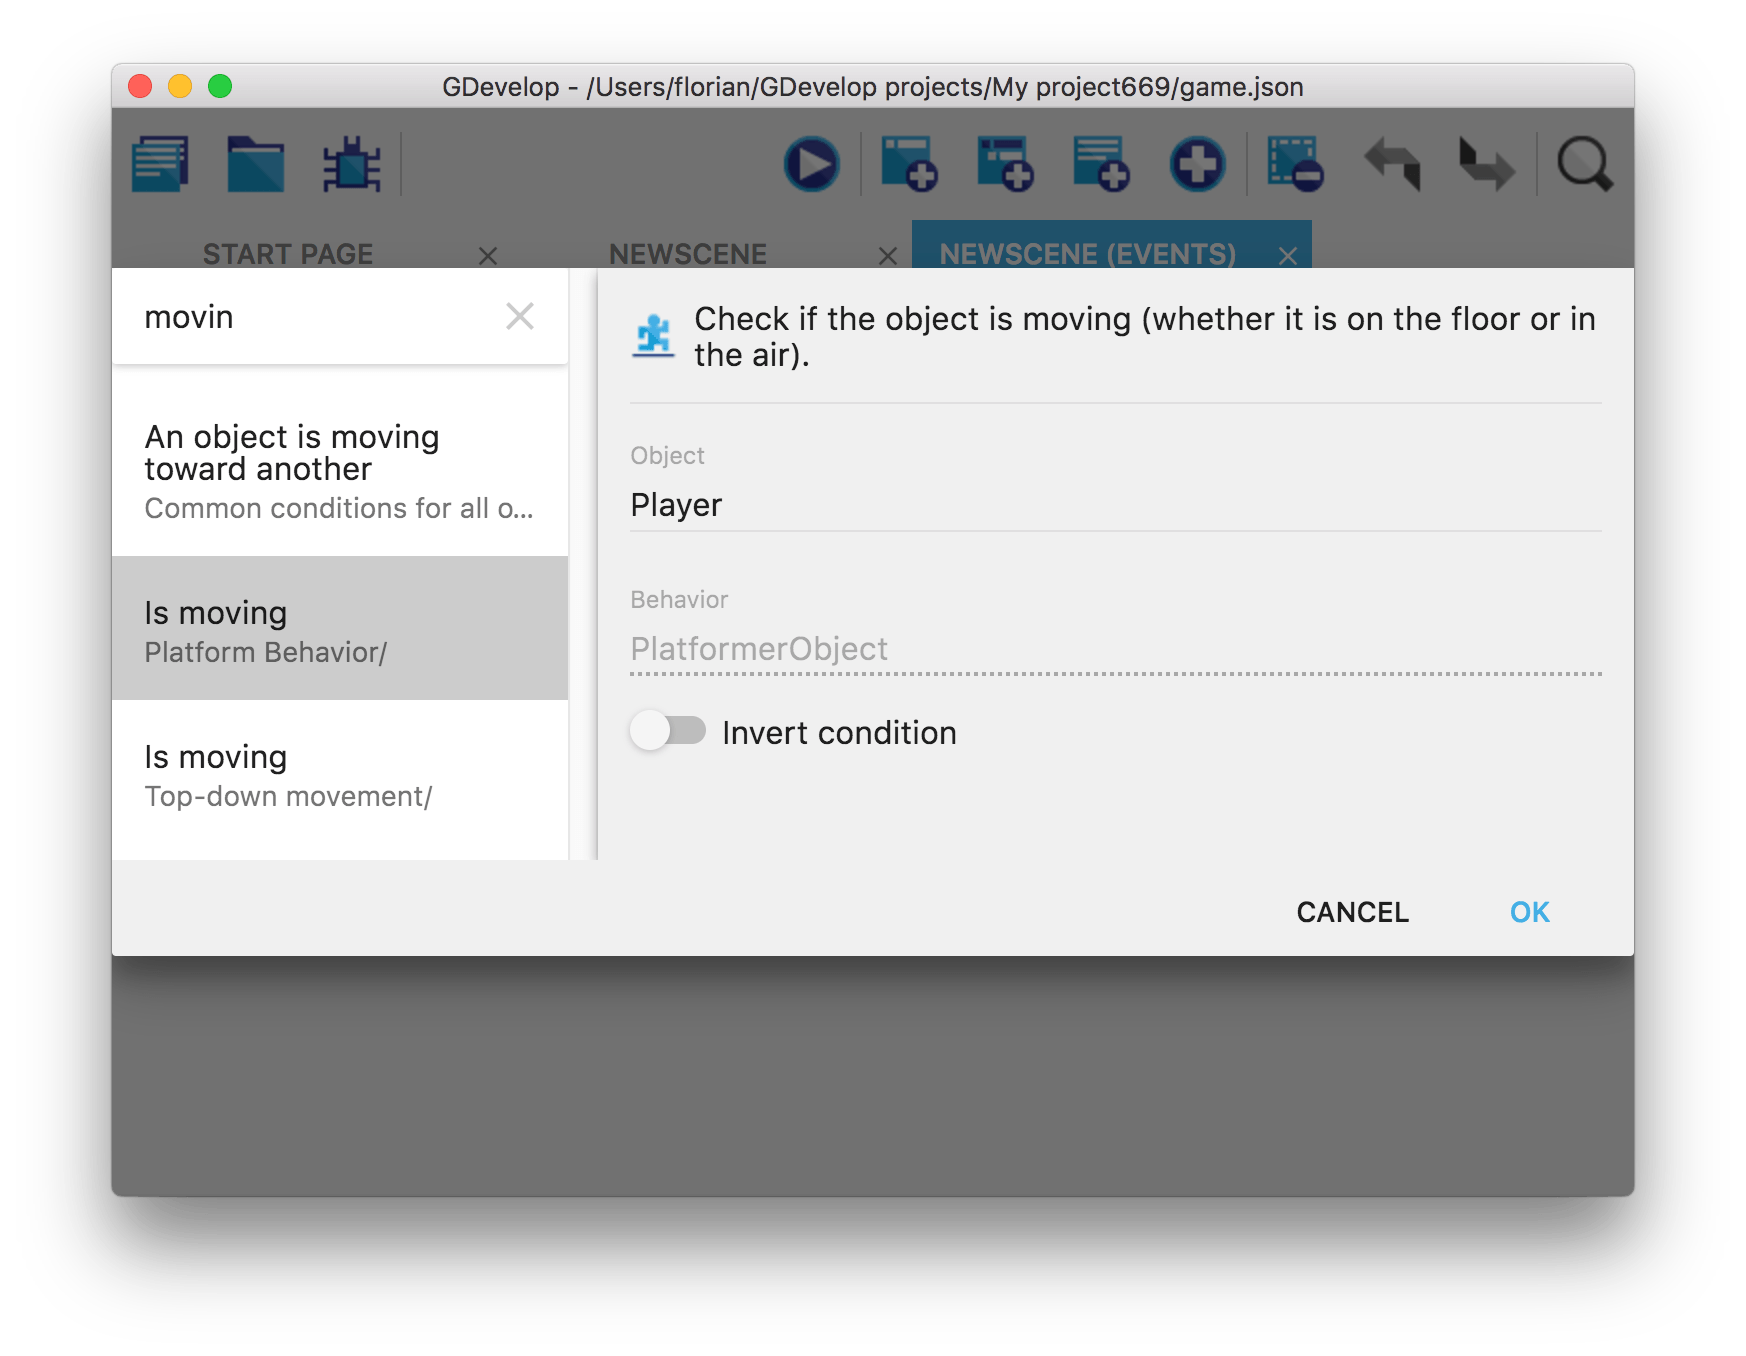 GDevelop - /Users/florian/GDevelop projects/My project669/game.json
START PAGE
NEWSCENE
NEWSCENE (EVENTS)
movin
An object is moving
toward another
Common conditions for all o...
Is moving
Platform Behavior/
Is moving
Top-down movement/
Check if the object is moving (whether it is on the floor or in
the air).
Object
Player
Behavior
PlatformerObject
Invert condition
CANCEL
OK